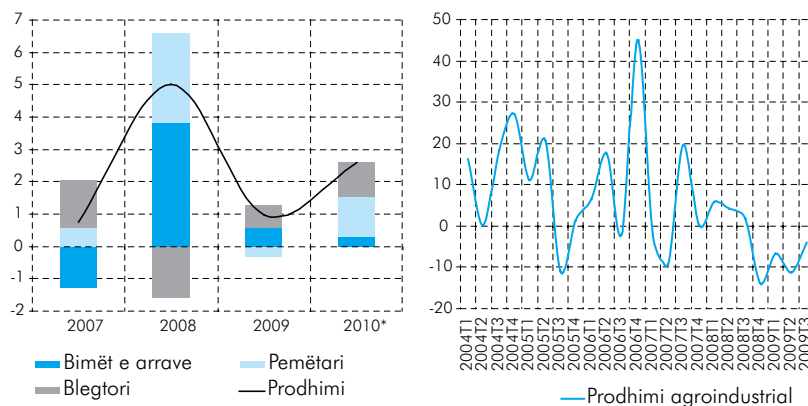 7
6
5
4
3
2
1
0
-1
-2
2007 2008 2009 2010*
Bimët e arrave Pemëtari
Blegtori Prodhimi
50
40
30
20
10
0
-10
-20
2004T1
2004T2
2004T3
2004T4
2005T1
2005T2
2005T3
2005T4
2006T1
2006T2
2006T3
2006T4
2007T1
2007T2
2007T3
2007T4
2008T1
2008T2
2008T3
2008T4
2009T1
2009T2
2009T3
Prodhimi agroindustrial